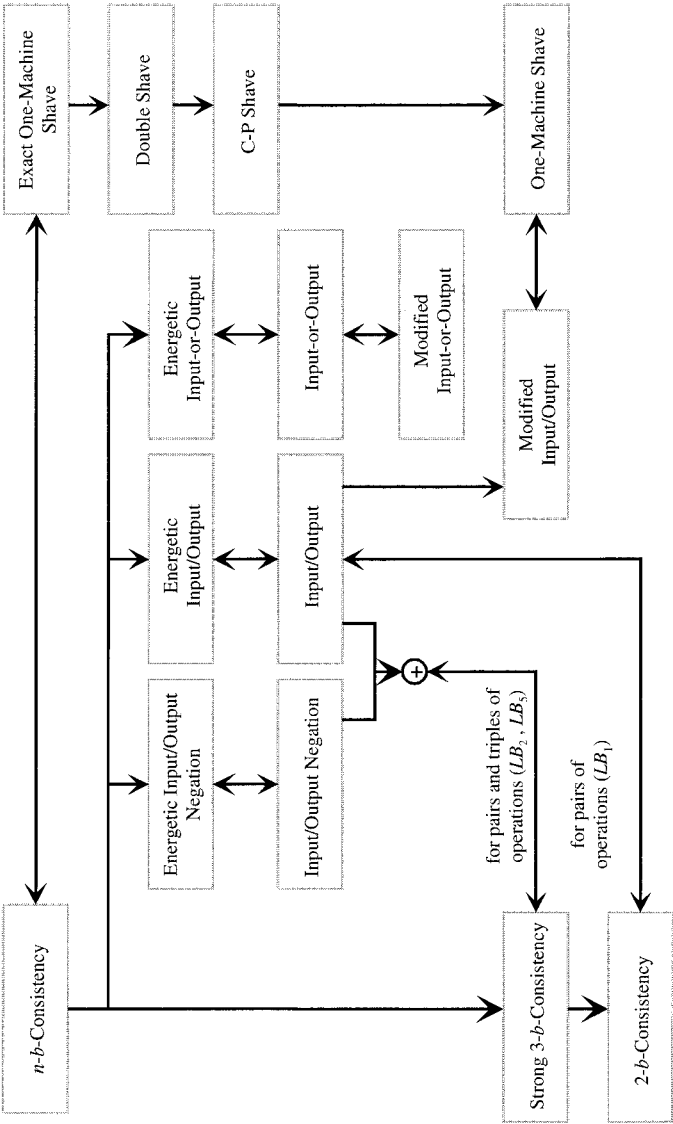 n-b-Consistency
Exact One-Machine
Shave
Double Shave
Energetic Input/Output
Negation
Energetic
Input/Output
Energetic
Input-or-Output
C-P Shave
Input/Output Negation
Input/Output
Input-or-Output
Modified
Input-or-Output
+
for pairs and triples of
operations (LB₂ , LB₅)
Strong 3-b-Consistency
Modified
Input/Output
One-Machine Shave
for pairs of
operations (LB₁)
2-b-Consistency